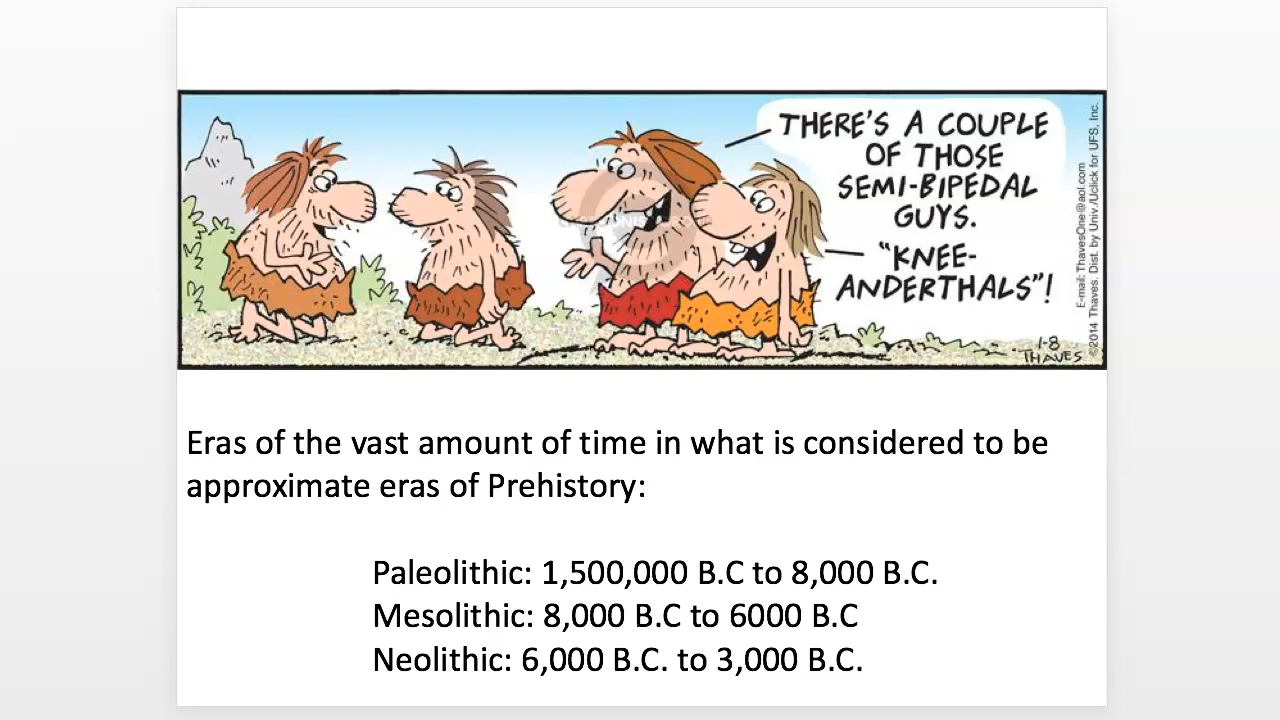 THERE'S A COUPLE
OF THOSE
SEMI-BIPEDAL
GUYS.
"KNEE-
ANDERTHALS"!
E-mail: ThavesOne@aol.com
©2014 Thaves. Dist. by Univ./Uclick for UFS, Inc.
1-8
THAVES
Eras of the vast amount of time in what is considered to be
approximate eras of Prehistory:
Paleolithic: 1,500,000 B.C to 8,000 B.C.
Mesolithic: 8,000 B.C to 6000 B.C
Neolithic: 6,000 B.C. to 3,000 B.C.